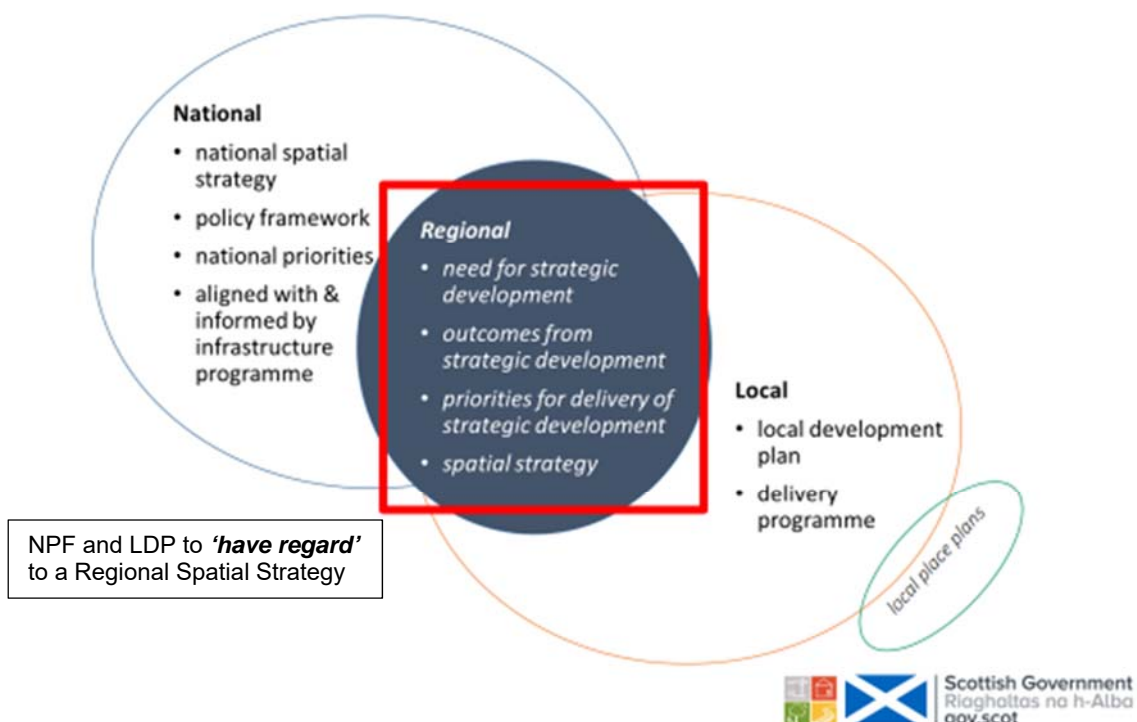 National
• national spatial
strategy
• policy framework
• national priorities
• aligned with &
informed by
infrastructure
programme
Regional
• need for strategic
development
• outcomes from
strategic development
• priorities for delivery of
strategic development
• spatial strategy
Local
• local development
plan
• delivery
programme
local place plans
NPF and LDP to ‘have regard’
to a Regional Spatial Strategy
Scottish Government
Riaghaltas na h-Alba
gov.scot